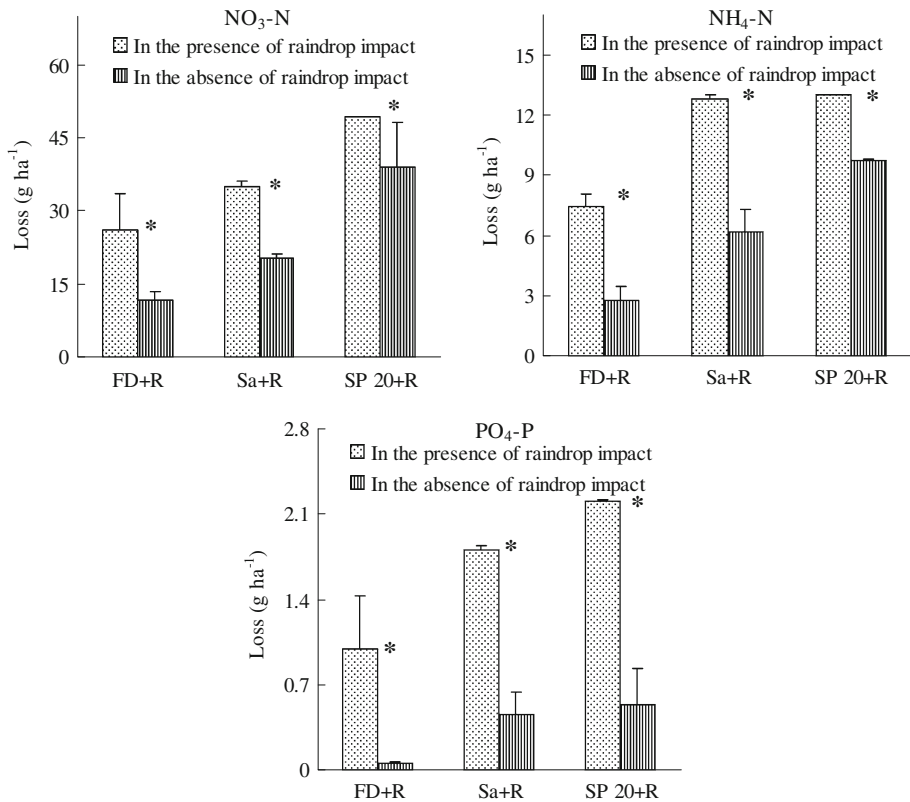 NO₃-N
In the presence of raindrop impact
In the absence of raindrop impact
60
45
30
15
0
Loss (g ha⁻¹)
*
*
*
FD+R Sa+R SP 20+R
NH₄-N
In the presence of raindrop impact
In the absence of raindrop impact
15
12
9
6
3
0
Loss (g ha⁻¹)
*
*
*
FD+R Sa+R SP 20+R
PO₄-P
In the presence of raindrop impact
In the absence of raindrop impact
2.8
2.1
1.4
0.7
0
Loss (g ha⁻¹)
*
*
*
FD+R Sa+R SP 20+R